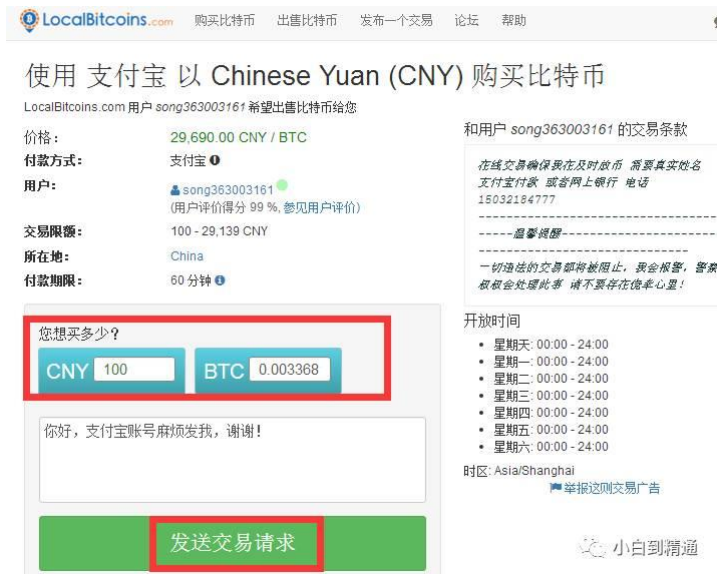 LocalBitcoins.com 购买比特币 出售比特币 发布一个交易 论坛 帮助
使用 支付宝 以 Chinese Yuan (CNY) 购买比特币
LocalBitcoins.com 用户 song363003161 希望出售比特币给您
价格： 29,690.00 CNY / BTC
付款方式： 支付宝
用户： song363003161
(用户评价得分 99 %, 参见用户评价)
交易限额： 100 - 29,139 CNY
所在地： China
付款期限： 60 分钟
您想买多少？
CNY 100 BTC 0.003368
你好，支付宝账号麻烦发我，谢谢！
发送交易请求
和用户 song363003161 的交易条款
在线交易确保我在及时放币 需要真实姓名
支付宝付款 或者网上银行 电话
15032184777
-----------------------------------
-----温馨提醒-----------------------
-----------------------------------
一切违法的交易都将被阻止，我会报警，警察
权会处理此事 请不要存在侥幸心里！
开放时间
星期天: 00:00 - 24:00
星期一: 00:00 - 24:00
星期二: 00:00 - 24:00
星期三: 00:00 - 24:00
星期四: 00:00 - 24:00
星期五: 00:00 - 24:00
星期六: 00:00 - 24:00
时区: Asia/Shanghai
举报这则交易广告
小白到精通